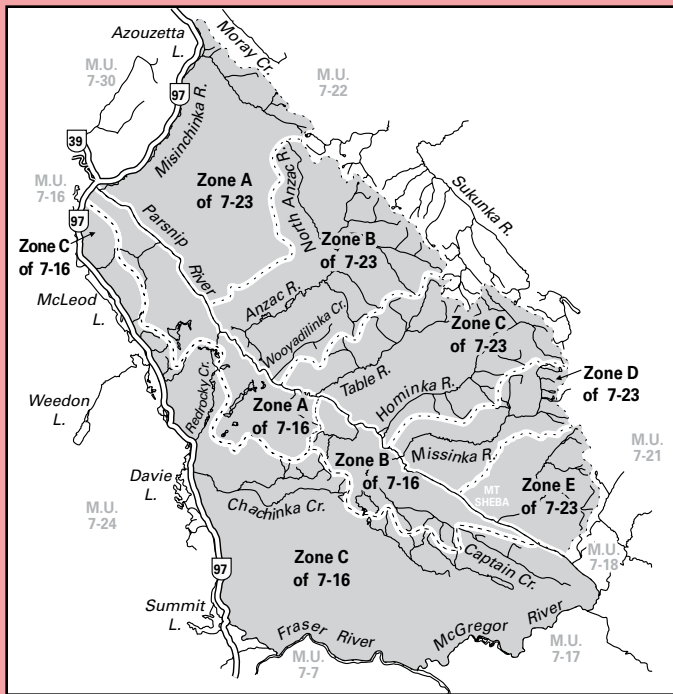 Azouzetta
L.
Moray Cr.
M.U.
7-30
M.U.
7-22
97
Misinchinka R.
39
Zone A
of 7-23
North Anzac R.
Sukunka R.
M.U.
7-16
97
Parsnip
River
Zone C
of 7-16
Zone B
of 7-23
McLeod
L.
Anzac R.
Wooyadilinka Cr.
Zone C
of 7-23
Zone D
of 7-23
Weedon
L.
Redrocky Cr.
Table R.
Hominka R.
Zone A
of 7-16
Missinka R.
M.U.
7-21
Zone B
of 7-16
Davie
L.
MT
SHEBA
Zone E
of 7-23
M.U.
7-24
Chachinka Cr.
Zone C
of 7-16
Captain Cr.
M.U.
7-18
97
Summit
L.
Fraser River
McGregor River
M.U.
7-7
M.U.
7-17